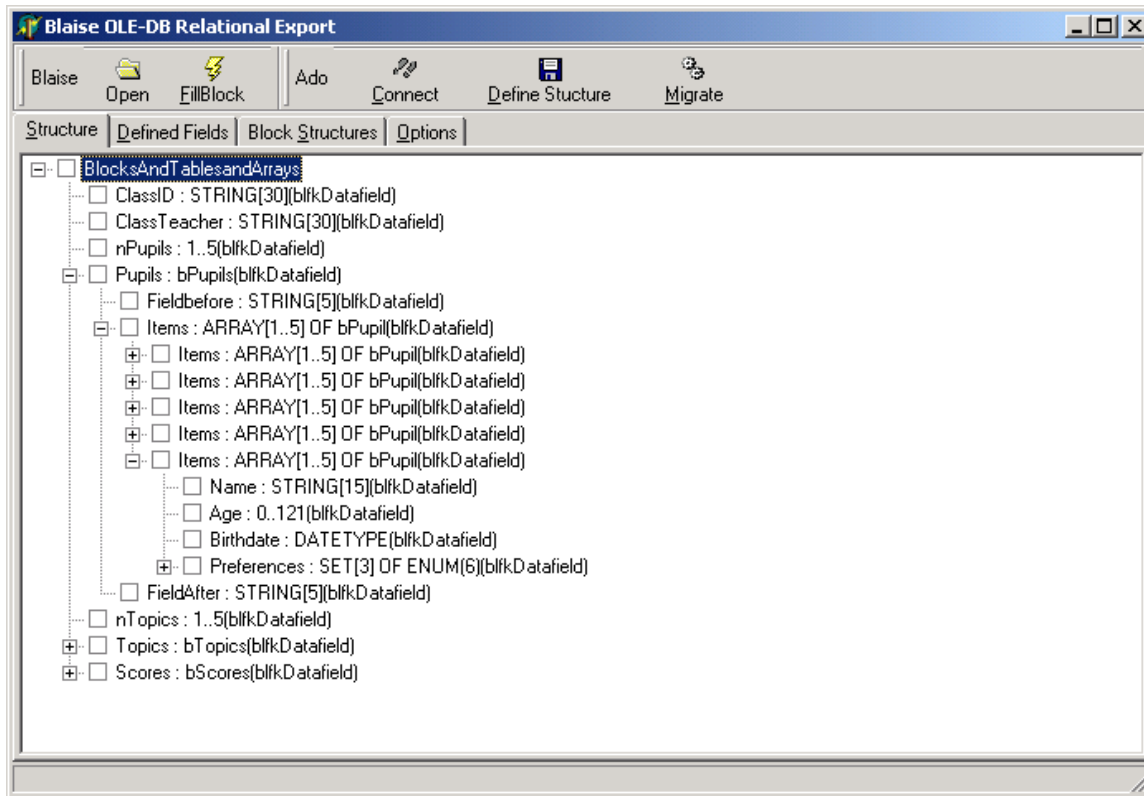 Blaise OLE-DB Relational Export
Blaise Open FillBlock Ado Connect Define Stucture Migrate
Structure Defined Fields Block Structures Options
BlocksAndTablesandArrays
ClassID : STRING[30](blfkDatafield)
ClassTeacher : STRING[30](blfkDatafield)
nPupils : 1..5(blfkDatafield)
Pupils : bPupils(blfkDatafield)
Fieldbefore : STRING[5](blfkDatafield)
Items : ARRAY[1..5] OF bPupil(blfkDatafield)
Items : ARRAY[1..5] OF bPupil(blfkDatafield)
Items : ARRAY[1..5] OF bPupil(blfkDatafield)
Items : ARRAY[1..5] OF bPupil(blfkDatafield)
Items : ARRAY[1..5] OF bPupil(blfkDatafield)
Items : ARRAY[1..5] OF bPupil(blfkDatafield)
Name : STRING[15](blfkDatafield)
Age : 0..121(blfkDatafield)
Birthdate : DATETYPE(blfkDatafield)
Preferences : SET[3] OF ENUM(6)(blfkDatafield)
FieldAfter : STRING[5](blfkDatafield)
nTopics : 1..5(blfkDatafield)
Topics : bTopics(blfkDatafield)
Scores : bScores(blfkDatafield)